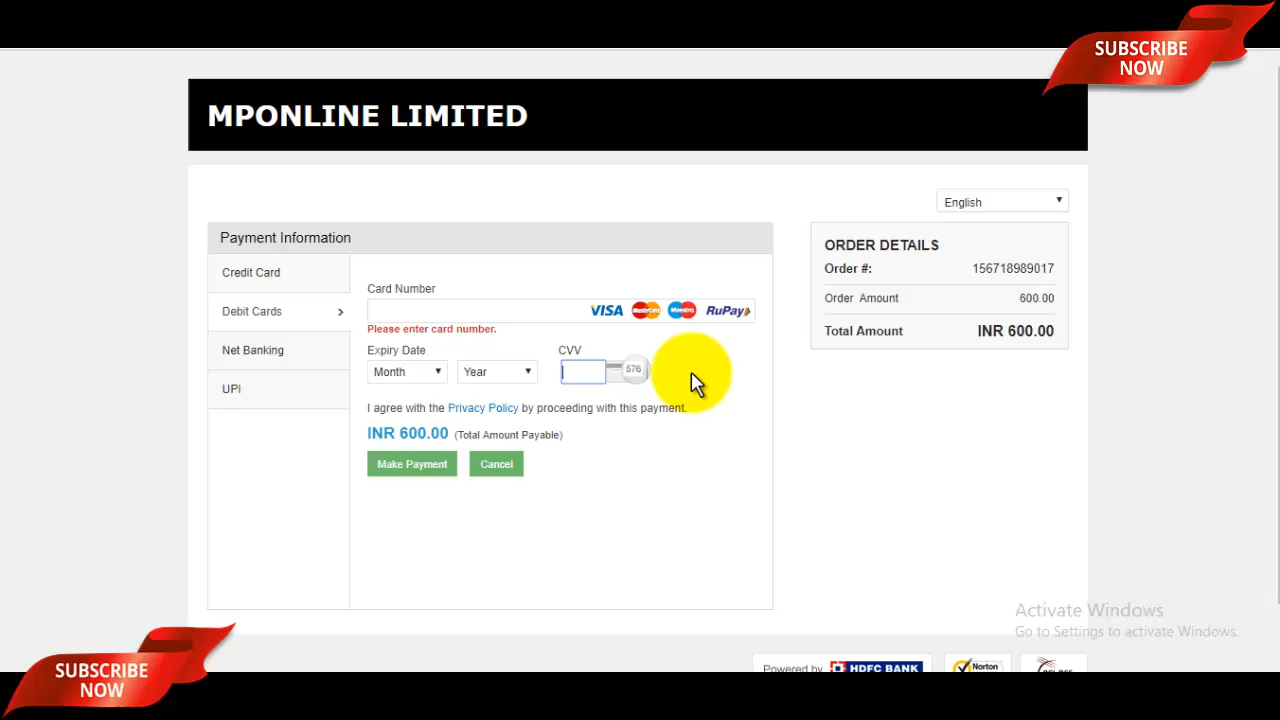 SUBSCRIBE
NOW
MPONLINE LIMITED
English
Payment Information
ORDER DETAILS
Credit Card
Order #: 156718989017
Card Number
Order Amount 600.00
Debit Cards
VISA MasterCard Maestro RuPay
Please enter card number.
Total Amount INR 600.00
Net Banking
Expiry Date CVV
Month Year 576
UPI
I agree with the Privacy Policy by proceeding with this payment.
INR 600.00 (Total Amount Payable)
Make Payment Cancel
Activate Windows
Go to Settings to activate Windows.
Powered by HDFC BANK Norton
SUBSCRIBE
NOW